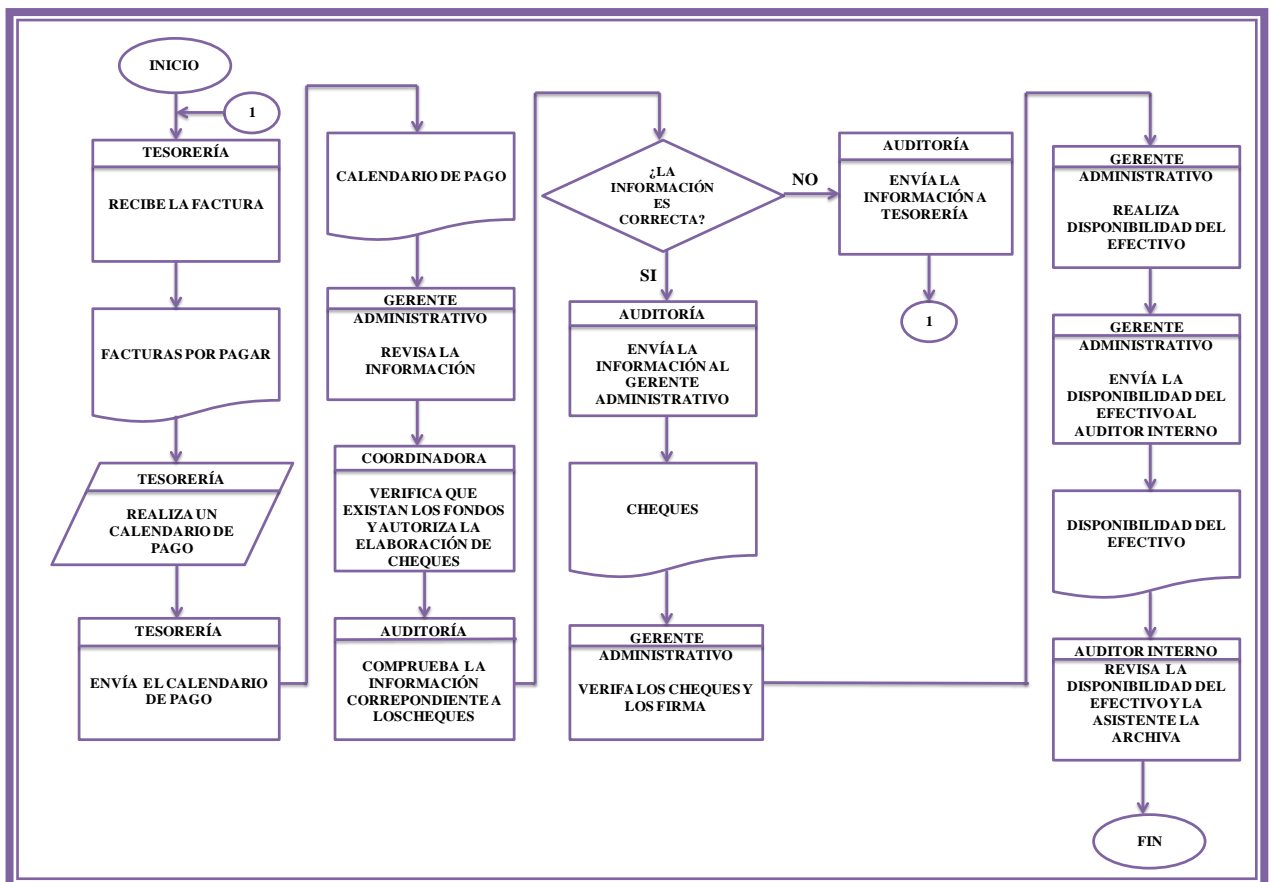 INICIO
1
TESORERÍA
RECIBE LA FACTURA
FACTURAS POR PAGAR
TESORERÍA
REALIZA UN
CALENDARIO DE
PAGO
TESORERÍA
ENVÍA EL CALENDARIO
DE PAGO
CALENDARIO DE PAGO
GERENTE
ADMINISTRATIVO
REVISA LA
INFORMACIÓN
COORDINADORA
VERIFICA QUE
EXISTAN LOS FONDOS
Y AUTORIZA LA
ELABORACIÓN DE
CHEQUES
AUDITORÍA
COMPRUEBA LA
INFORMACIÓN
CORREPONDIENTE A
LOSCHEQUES
¿LA
INFORMACIÓN
ES
CORRECTA?
NO
SI
AUDITORÍA
ENVÍA LA
INFORMACIÓN A
TESORERÍA
1
AUDITORÍA
ENVÍA LA
INFORMACIÓN AL
GERENTE
ADMINISTRATIVO
CHEQUES
GERENTE
ADMINISTRATIVO
VERIFA LOS CHEQUES Y
LOS FIRMA
GERENTE
ADMINISTRATIVO
REALIZA
DISPONIBILIDAD DEL
EFECTIVO
GERENTE
ADMINISTRATIVO
ENVÍA LA
DISPONIBILIDAD DEL
EFECTIVO AL
AUDITOR INTERNO
DISPONIBILIDAD DEL
EFECTIVO
AUDITOR INTERNO
REVISA LA
DISPONIBILIDAD DEL
EFECTIVO Y LA
ASISTENTE LA
ARCHIVA
FIN